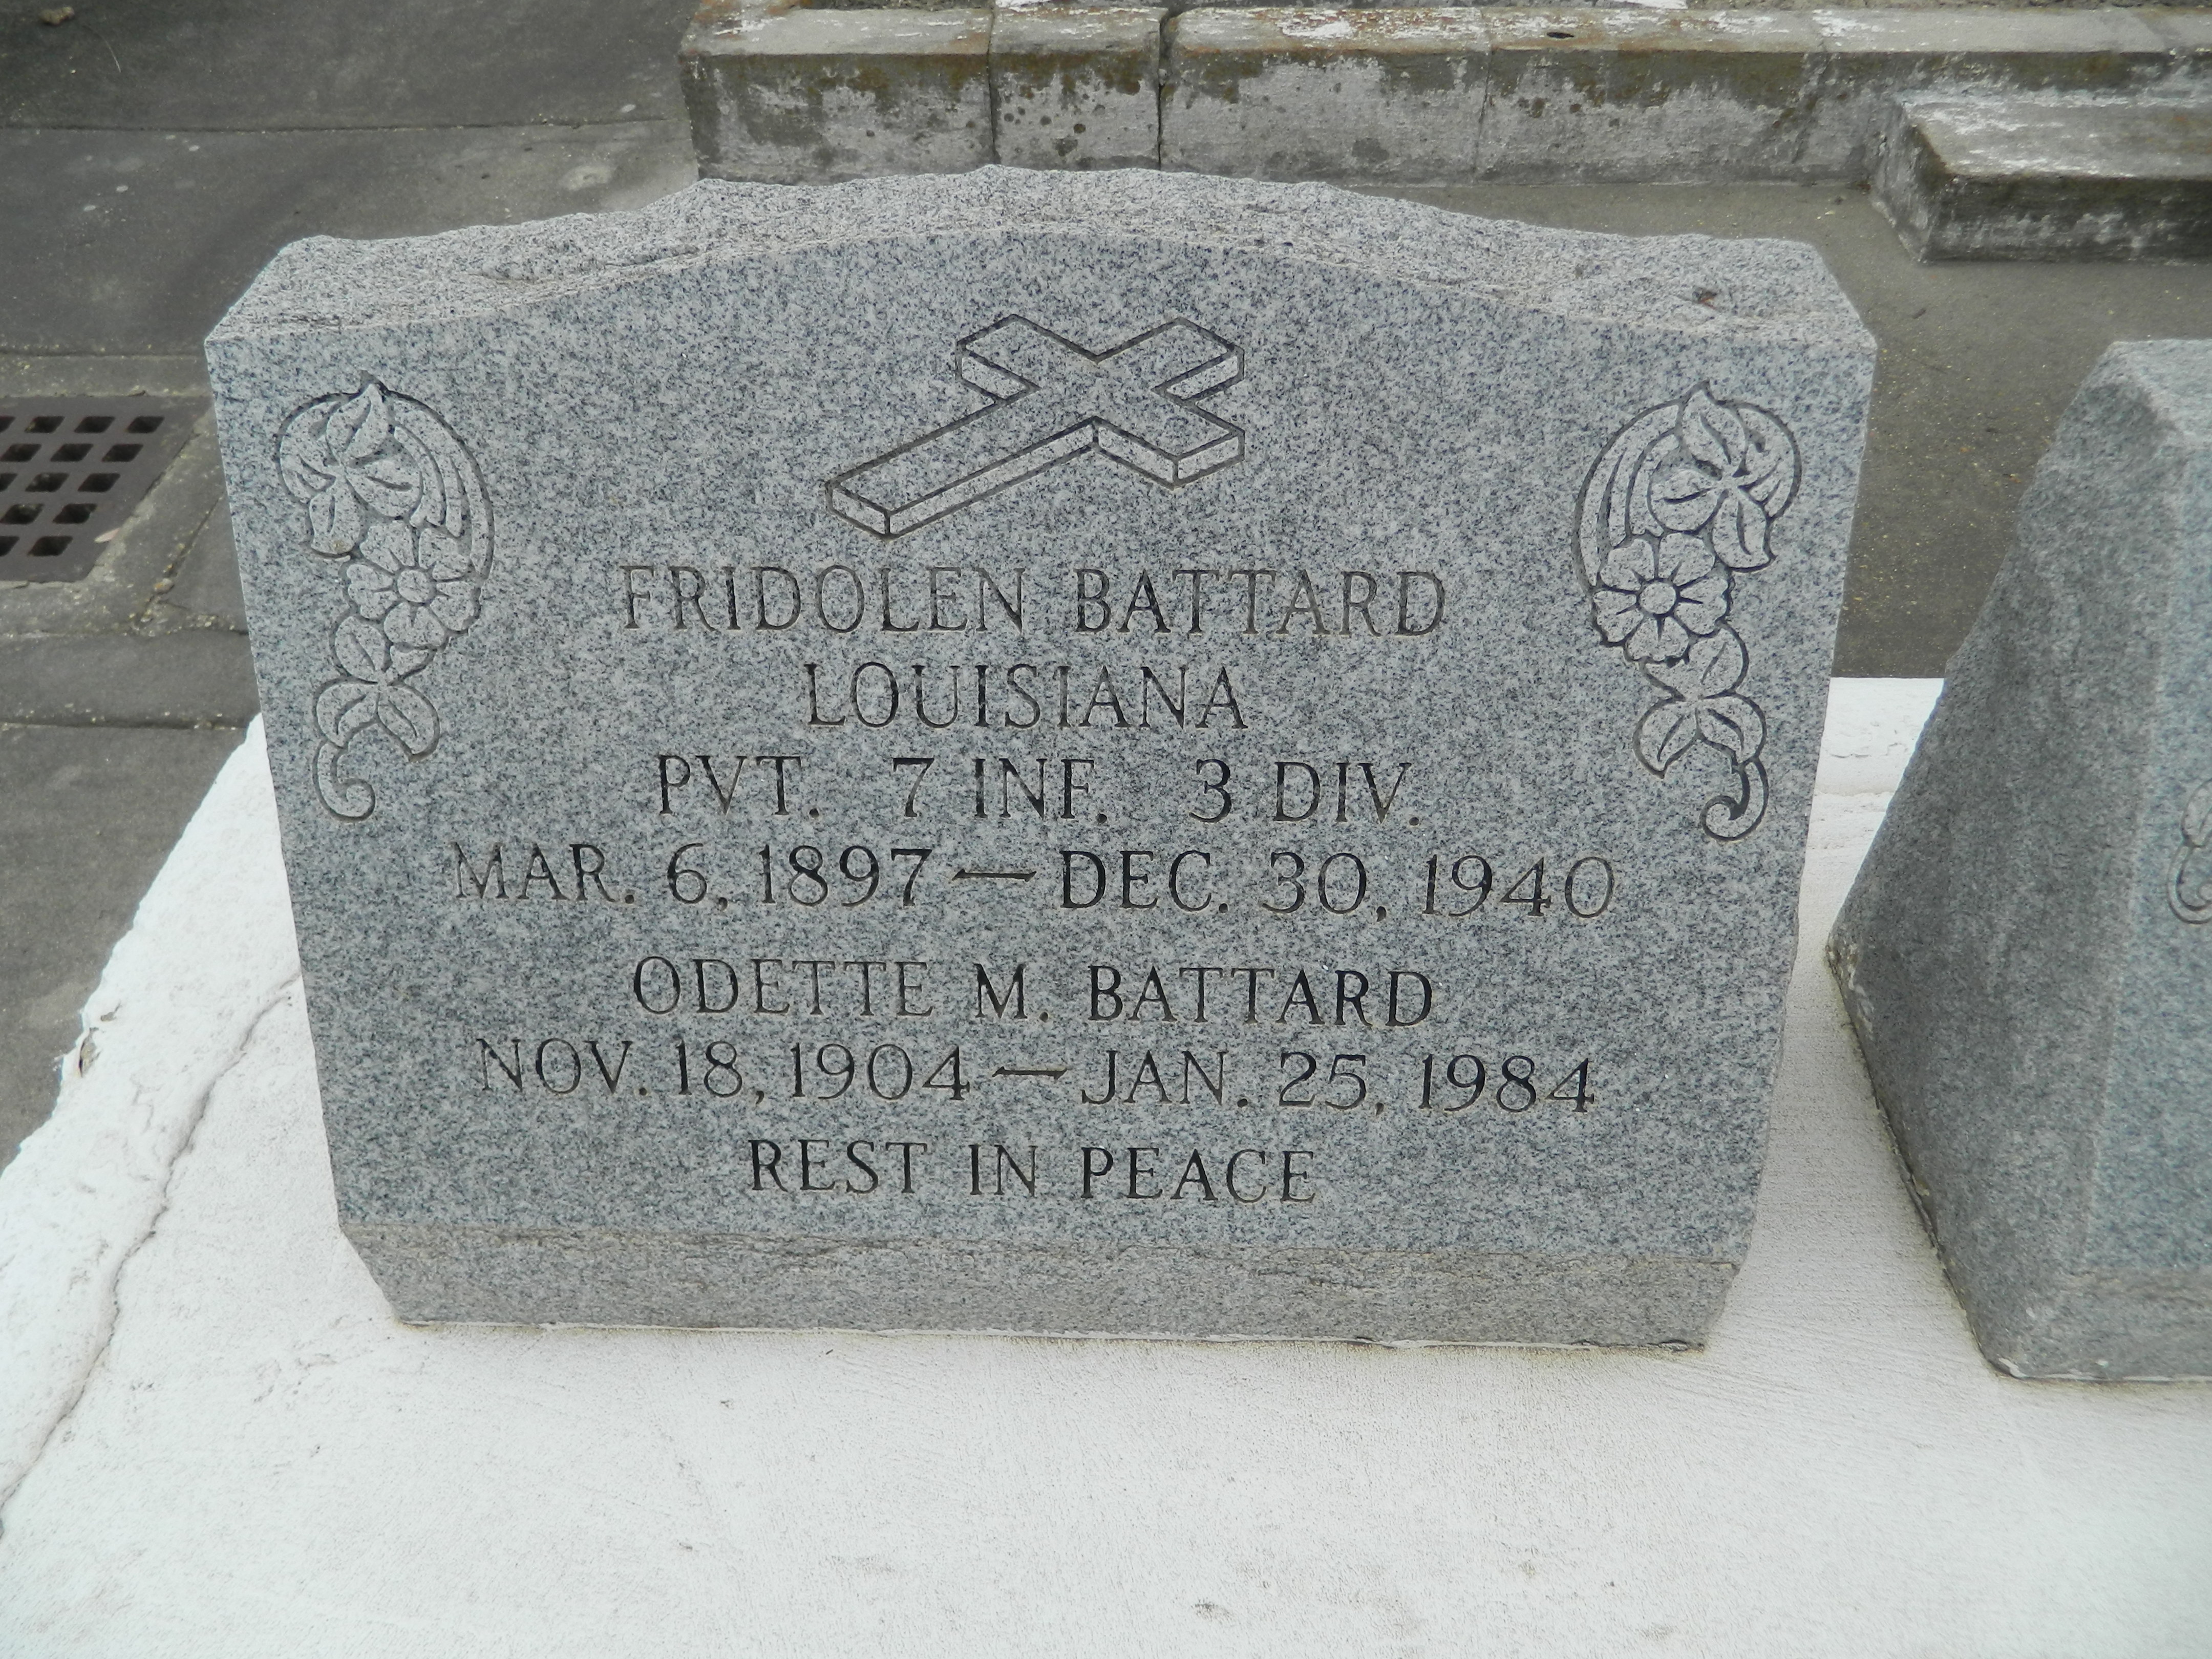 FRIDOLEN BATTARD
LOUISIANA
PVT. 7 INF. 3 DIV.
MAR. 6, 1897 — DEC. 30, 1940
ODETTE M. BATTARD
NOV. 18, 1904 — JAN. 25, 1984
REST IN PEACE